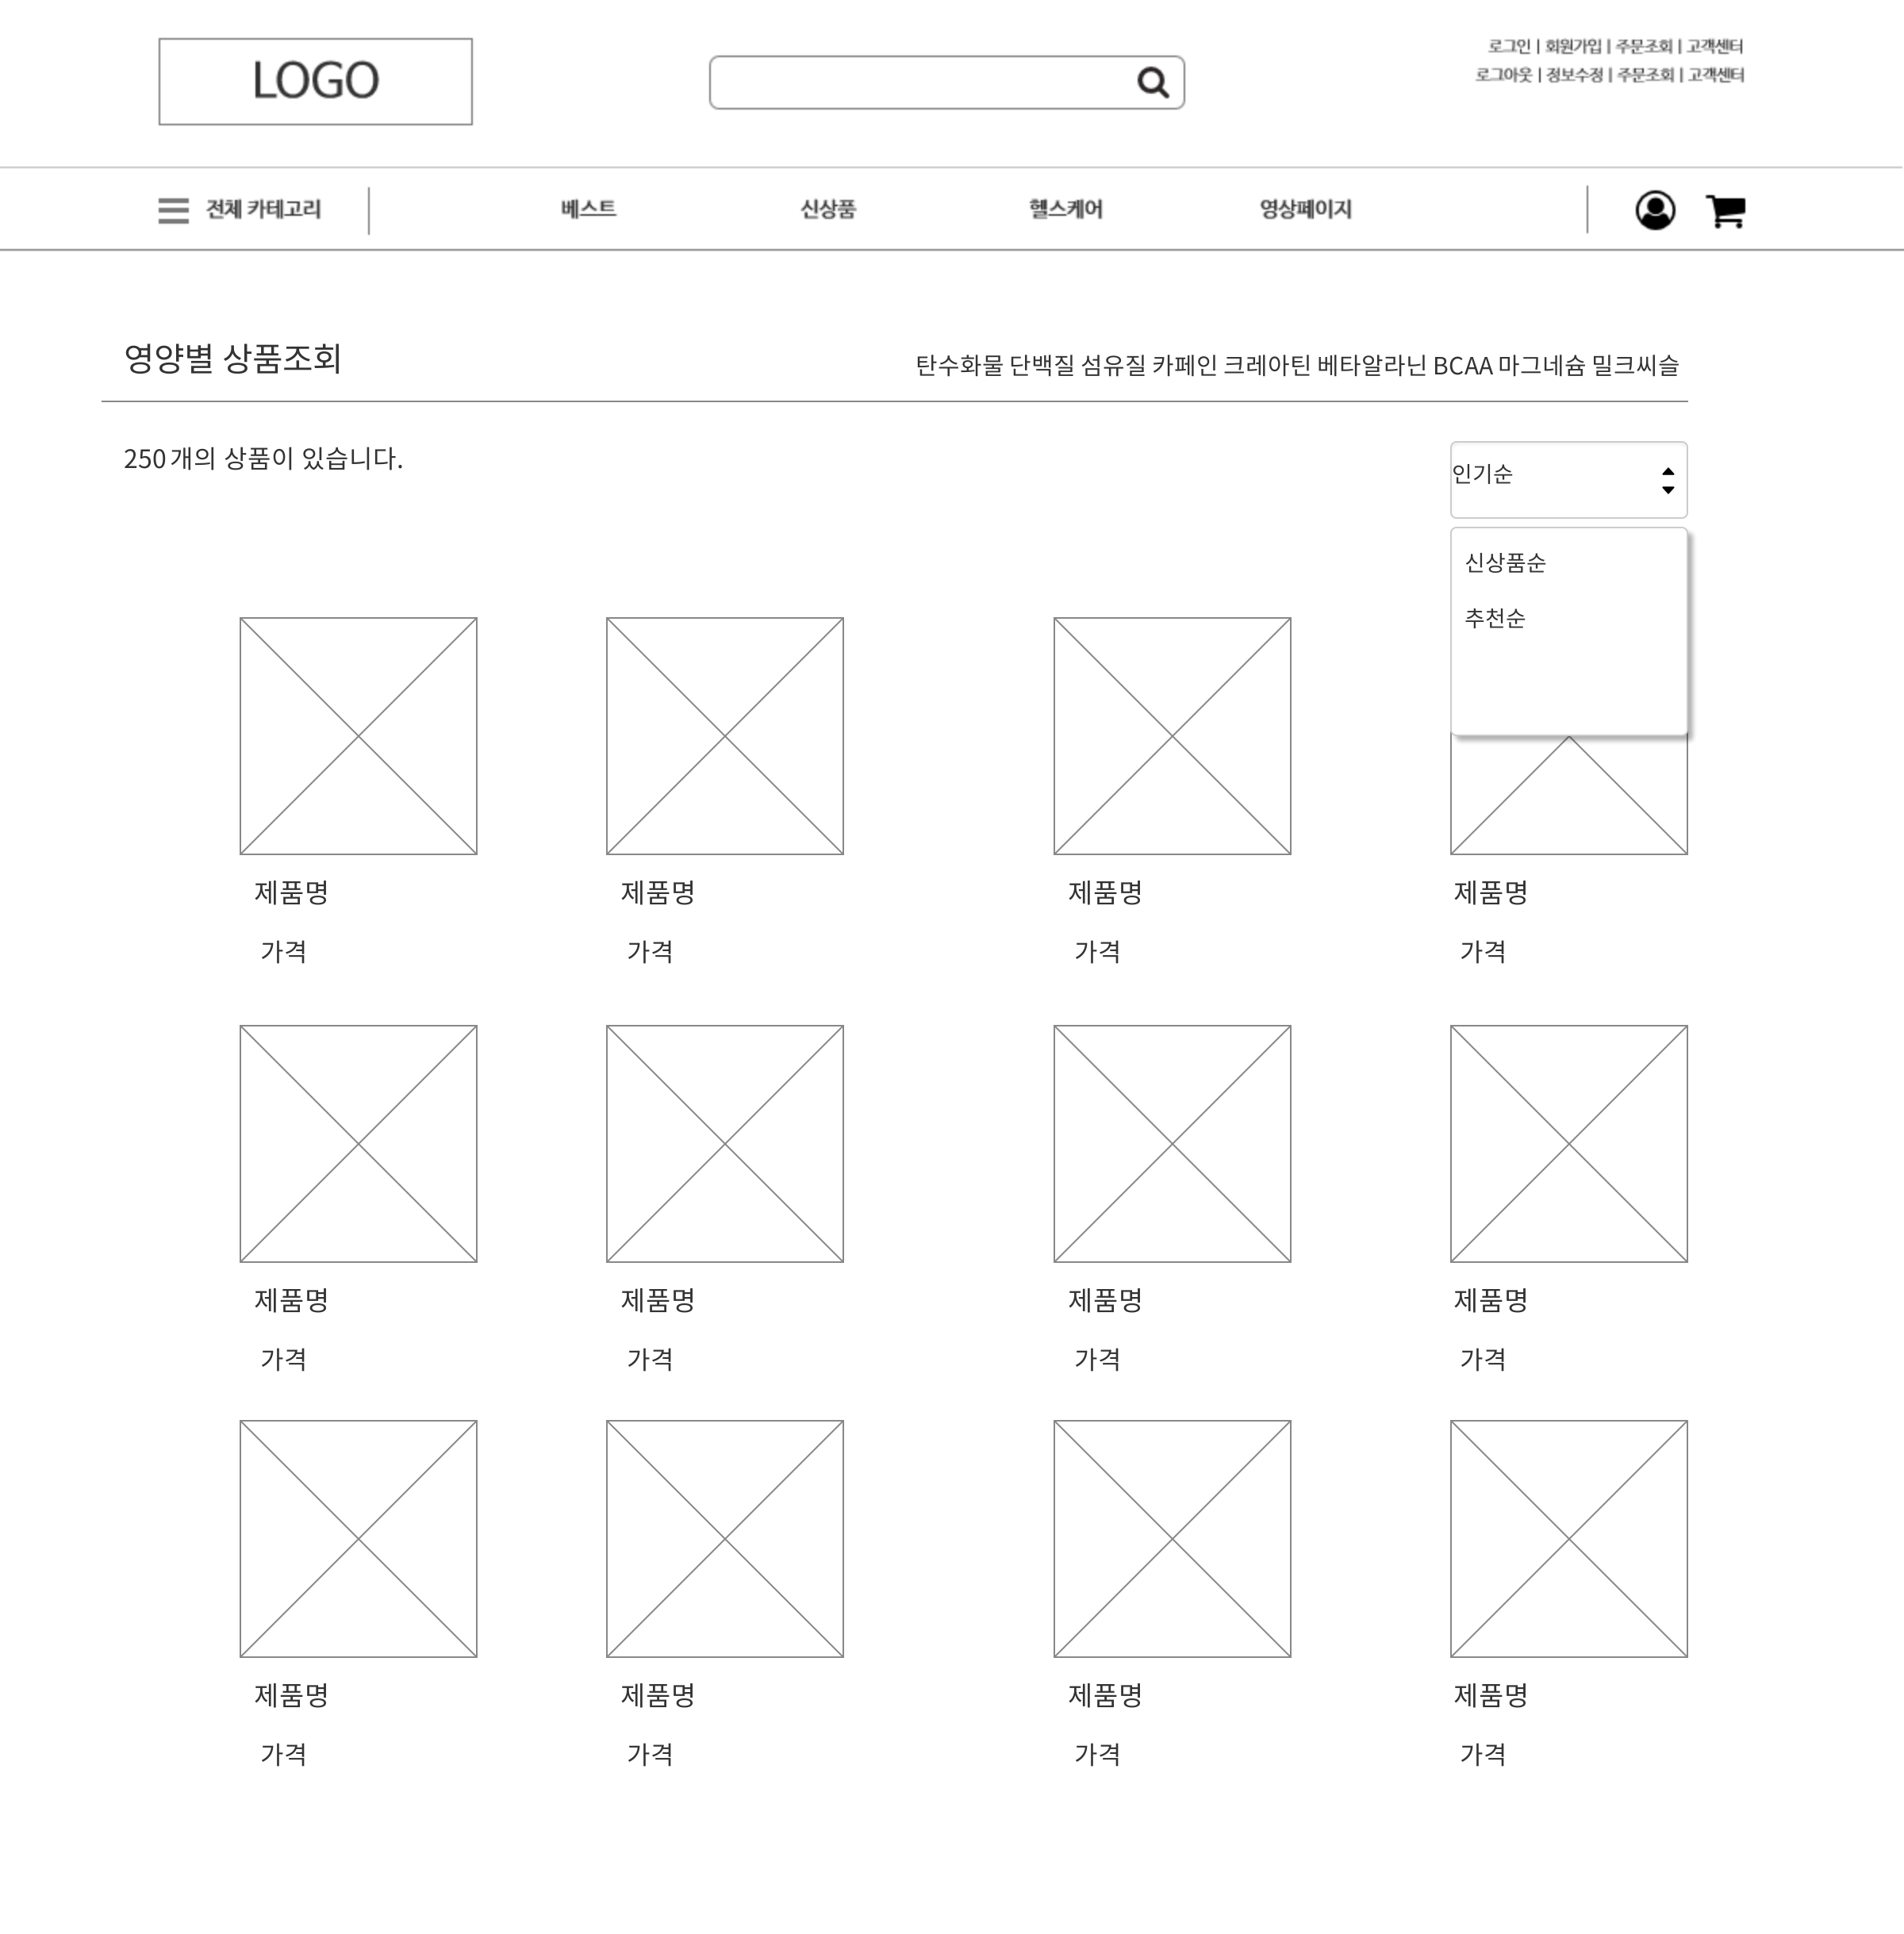 LOGO
로그인 | 회원가입 | 주문조회 | 고객센터
로그아웃 | 정보수정 | 주문조회 | 고객센터
전체 카테고리 베스트 신상품 헬스케어 영상페이지
영양별 상품조회
탄수화물 단백질 섬유질 카페인 크레아틴 베타알라닌 BCAA 마그네슘 밀크씨슬
250개의 상품이 있습니다.
인기순
신상품순
추천순
제품명 제품명 제품명 제품명
가격 가격 가격 가격
제품명 제품명 제품명 제품명
가격 가격 가격 가격
제품명 제품명 제품명 제품명
가격 가격 가격 가격